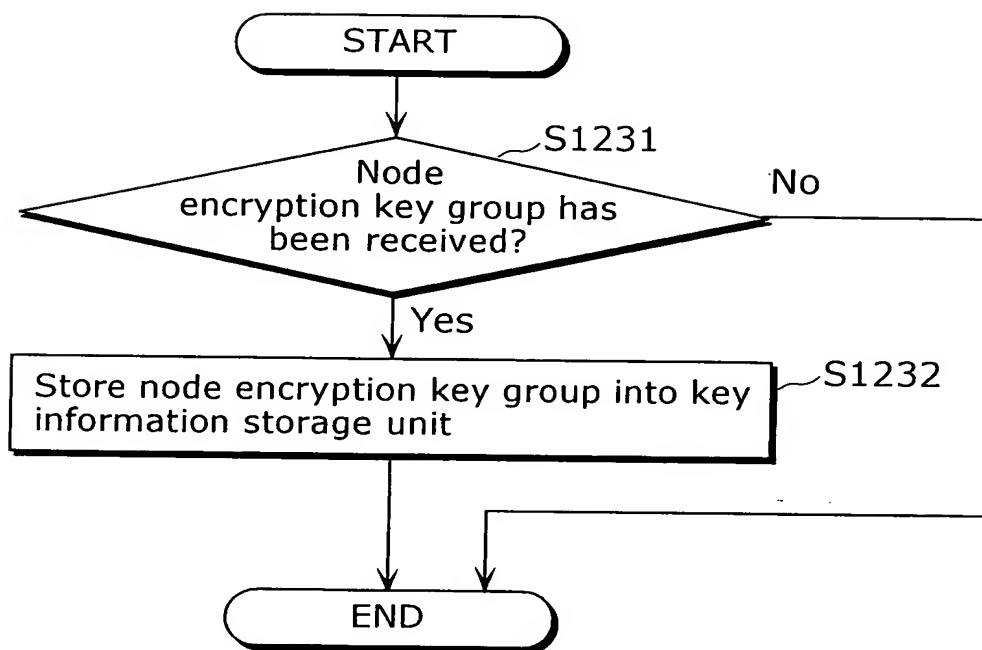 START
S1231
Node
encryption key group has
been received?
No
Yes
S1232
Store node encryption key group into key
information storage unit
END